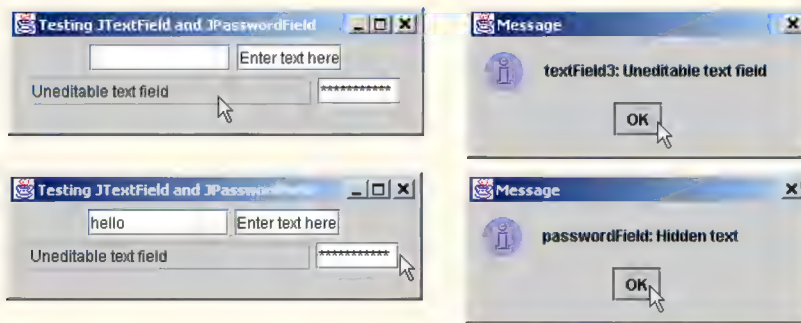 Testing JTextField and JPasswordField
Enter text here
Uneditable text field
***********
Message
textField3: Uneditable text field
OK
Testing JTextField and
hello
Enter text here
Uneditable text field
***********
Message
passwordField: Hidden text
OK